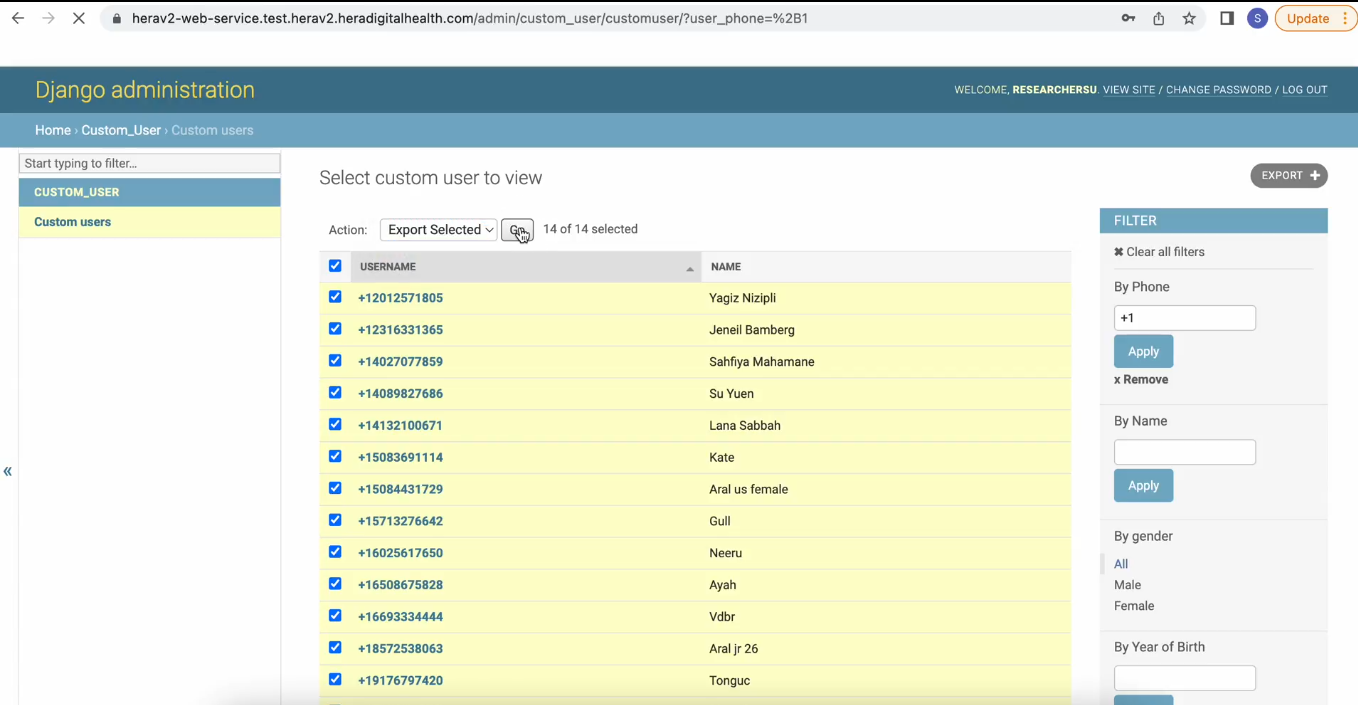 herav2-web-service.test.herav2.heradigitalhealth.com/admin/custom_user/customuser/?user_phone=%2B1
S
Update
Django administration
WELCOME, RESEARCHERSU. VIEW SITE / CHANGE PASSWORD / LOG OUT
Home › Custom_User › Custom users
Start typing to filter...
CUSTOM_USER
Custom users
«
Select custom user to view
EXPORT +
Action: Export Selected Go 14 of 14 selected
USERNAME NAME
+12012571805 Yagiz Nizipli
+12316331365 Jeneil Bamberg
+14027077859 Sahfiya Mahamane
+14089827686 Su Yuen
+14132100671 Lana Sabbah
+15083691114 Kate
+15084431729 Aral us female
+15713276642 Gull
+16025617650 Neeru
+16508675828 Ayah
+16693334444 Vdbr
+18572538063 Aral jr 26
+19176797420 Tonguc
FILTER
✖ Clear all filters
By Phone
+1
Apply
x Remove
By Name
Apply
By gender
All
Male
Female
By Year of Birth